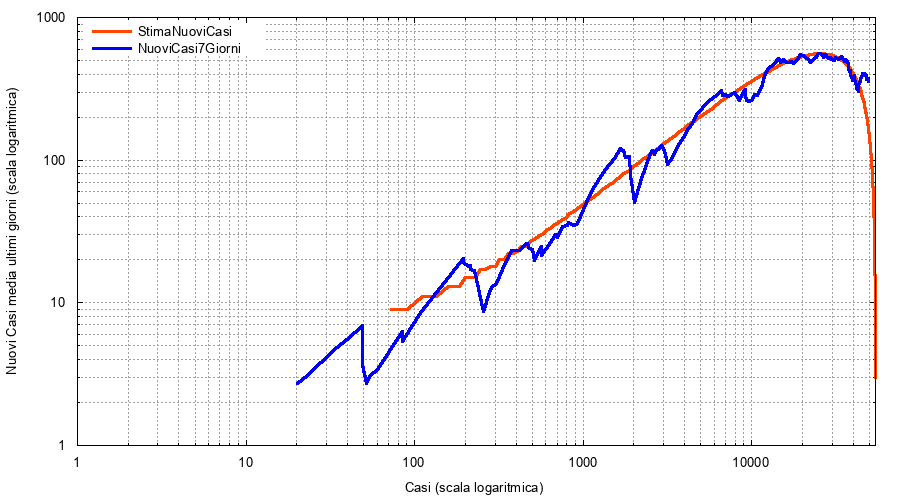 1000
StimaNuoviCasi
NuoviCasi7Giorni
100
10
1
Nuovi Casi media ultimi giorni (scala logaritmica)
1 10 100 1000 10000
Casi (scala logaritmica)